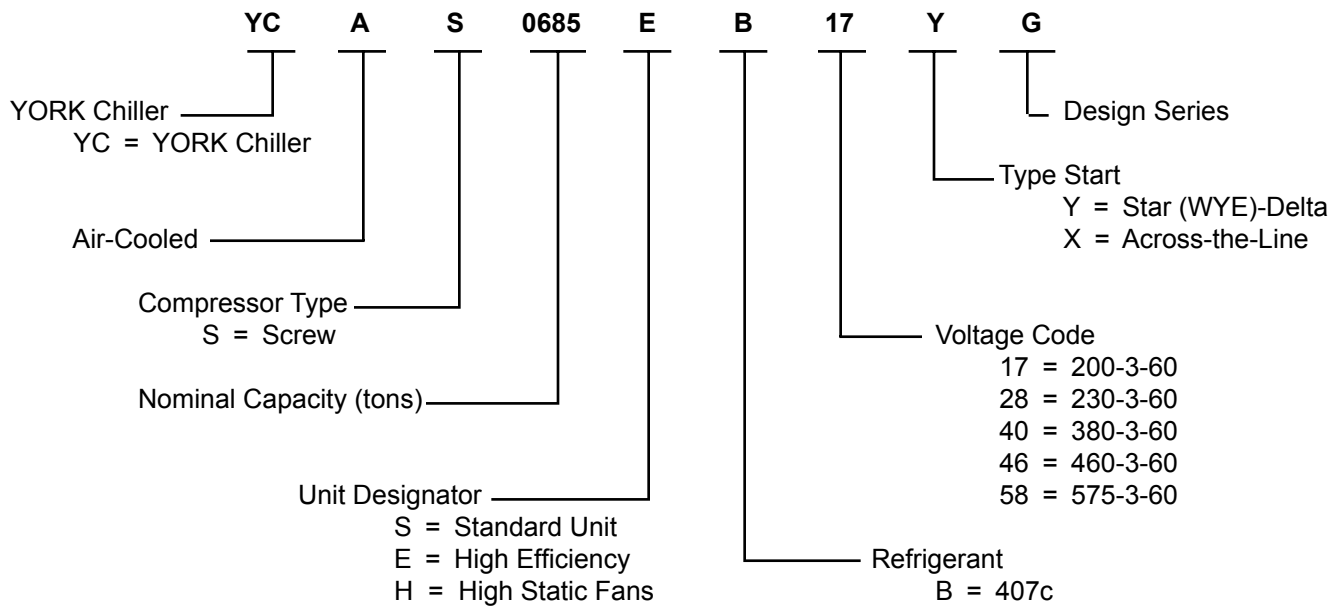 YC A S 0685 E B 17 Y G
YORK Chiller
YC = YORK Chiller
Design Series
Type Start
Y = Star (WYE)-Delta
X = Across-the-Line
Air-Cooled
Compressor Type
S = Screw
Voltage Code
17 = 200-3-60
28 = 230-3-60
40 = 380-3-60
46 = 460-3-60
58 = 575-3-60
Nominal Capacity (tons)
Unit Designator
S = Standard Unit
E = High Efficiency
H = High Static Fans
Refrigerant
B = 407c